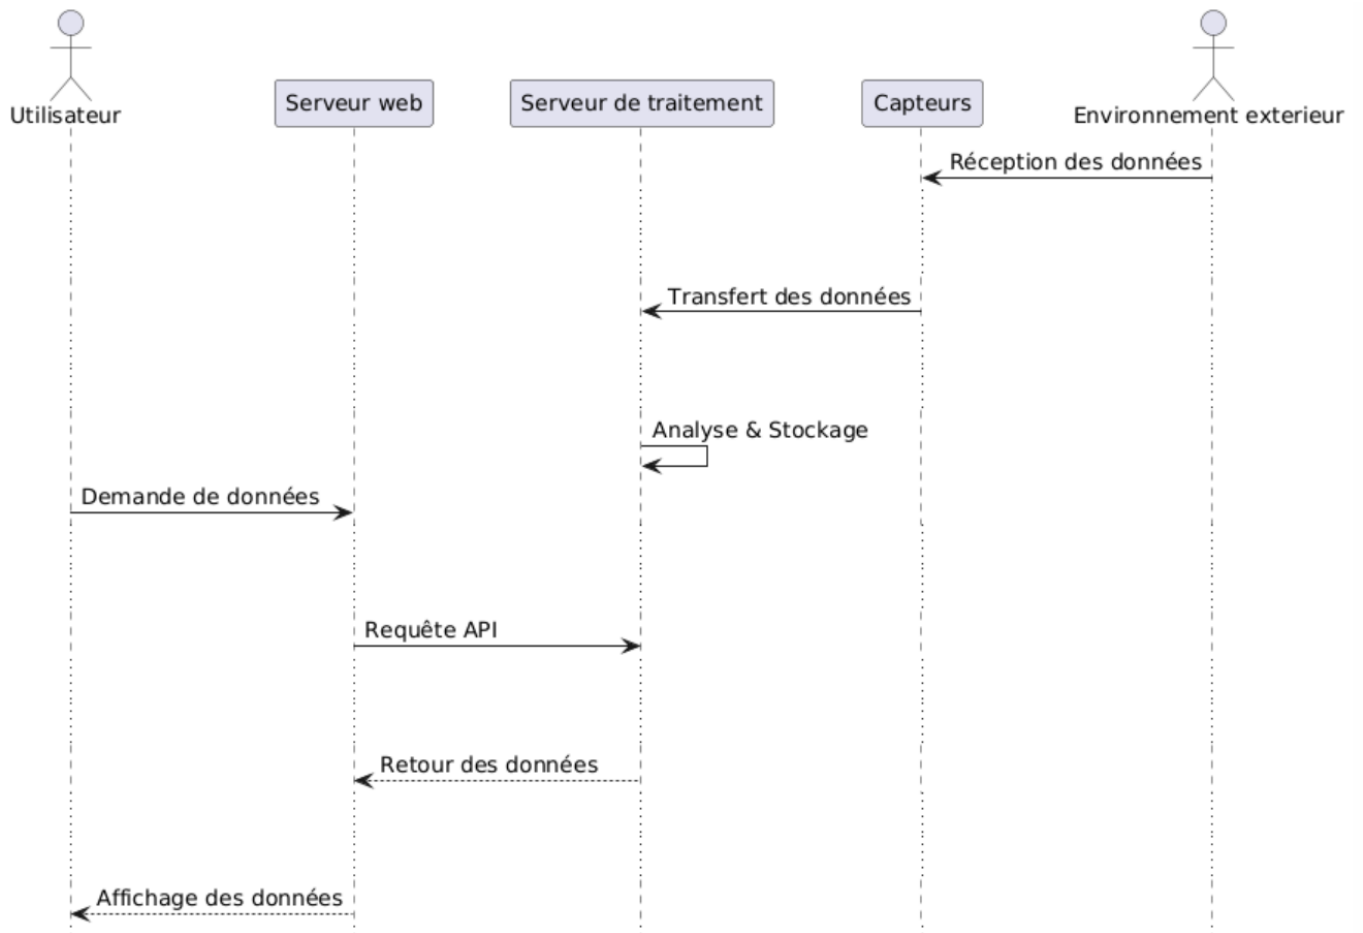 Utilisateur
Serveur web
Serveur de traitement
Capteurs
Environnement exterieur
Réception des données
Transfert des données
Analyse & Stockage
Demande de données
Requête API
Retour des données
Affichage des données